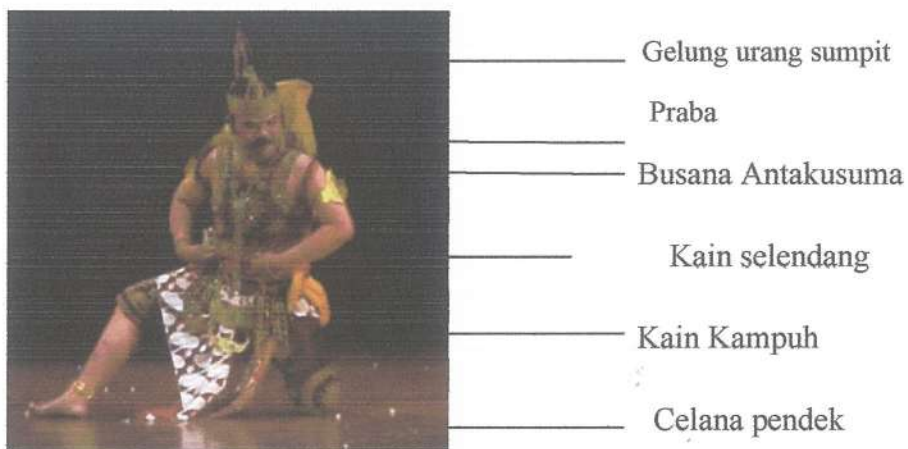 Gelung urang sumpit
Praba
Busana Antakusuma
Kain selendang
Kain Kampuh
Celana pendek